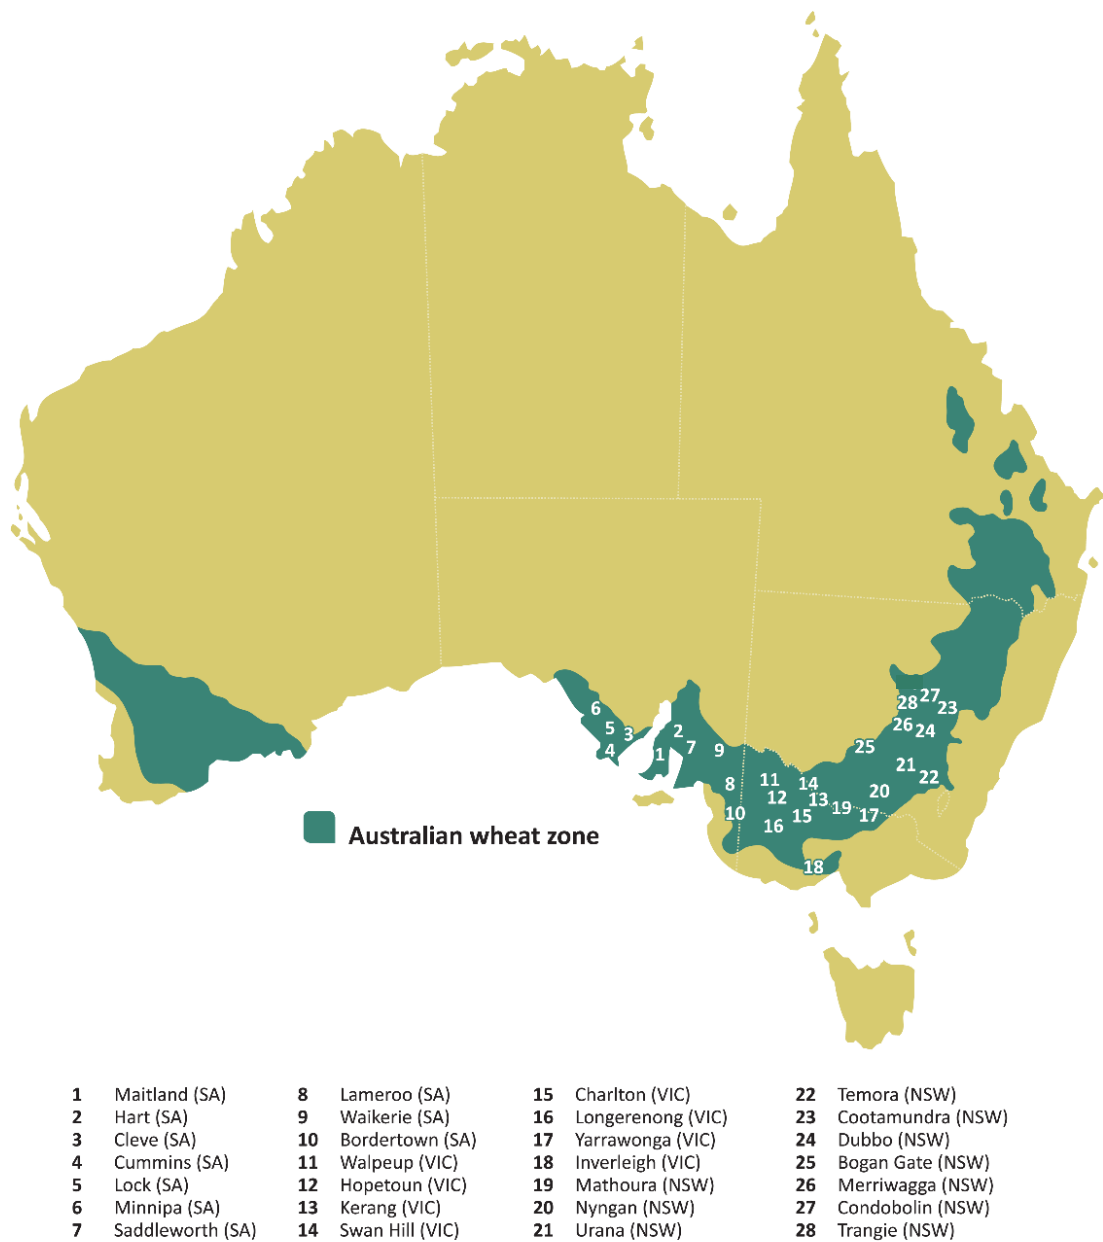 6
5
3
4
1
2
7
9
8
10
11
12
16
14
13
15
19
17
18
20
25
21
22
28
27
23
26
24
Australian wheat zone
1 Maitland (SA)
2 Hart (SA)
3 Cleve (SA)
4 Cummins (SA)
5 Lock (SA)
6 Minnipa (SA)
7 Saddleworth (SA)
8 Lameroo (SA)
9 Waikerie (SA)
10 Bordertown (SA)
11 Walpeup (VIC)
12 Hopetoun (VIC)
13 Kerang (VIC)
14 Swan Hill (VIC)
15 Charlton (VIC)
16 Longerenong (VIC)
17 Yarrawonga (VIC)
18 Inverleigh (VIC)
19 Mathoura (NSW)
20 Nyngan (NSW)
21 Urana (NSW)
22 Temora (NSW)
23 Cootamundra (NSW)
24 Dubbo (NSW)
25 Bogan Gate (NSW)
26 Merriwagga (NSW)
27 Condobolin (NSW)
28 Trangie (NSW)